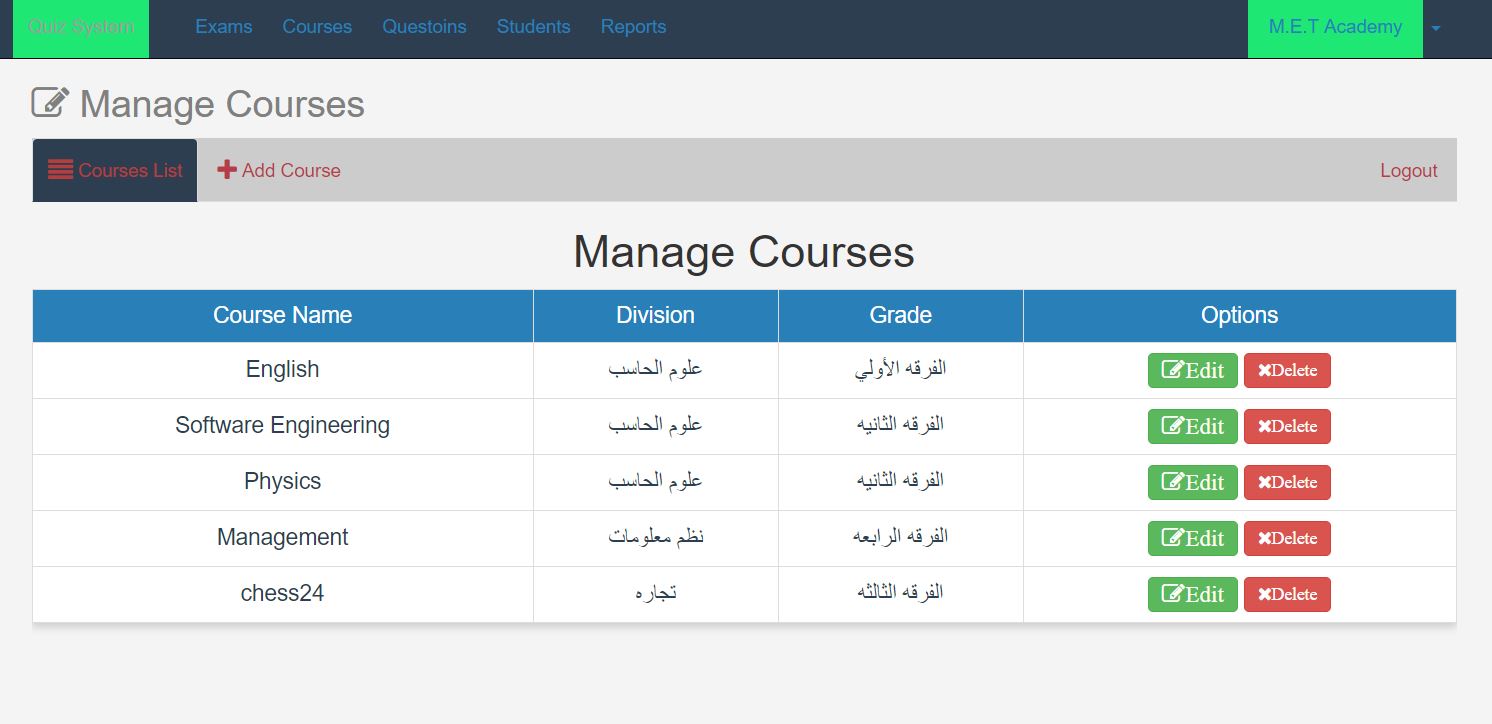 Quiz System Exams Courses Questoins Students Reports M.E.T Academy
Manage Courses
Courses List Add Course Logout
Manage Courses
Course Name Division Grade Options
English علوم الحاسب الفرقه الأولي Edit Delete
Software Engineering علوم الحاسب الفرقه الثانيه Edit Delete
Physics علوم الحاسب الفرقه الثانيه Edit Delete
Management نظم معلومات الفرقه الرابعه Edit Delete
chess24 تجاره الفرقه الثالثه Edit Delete